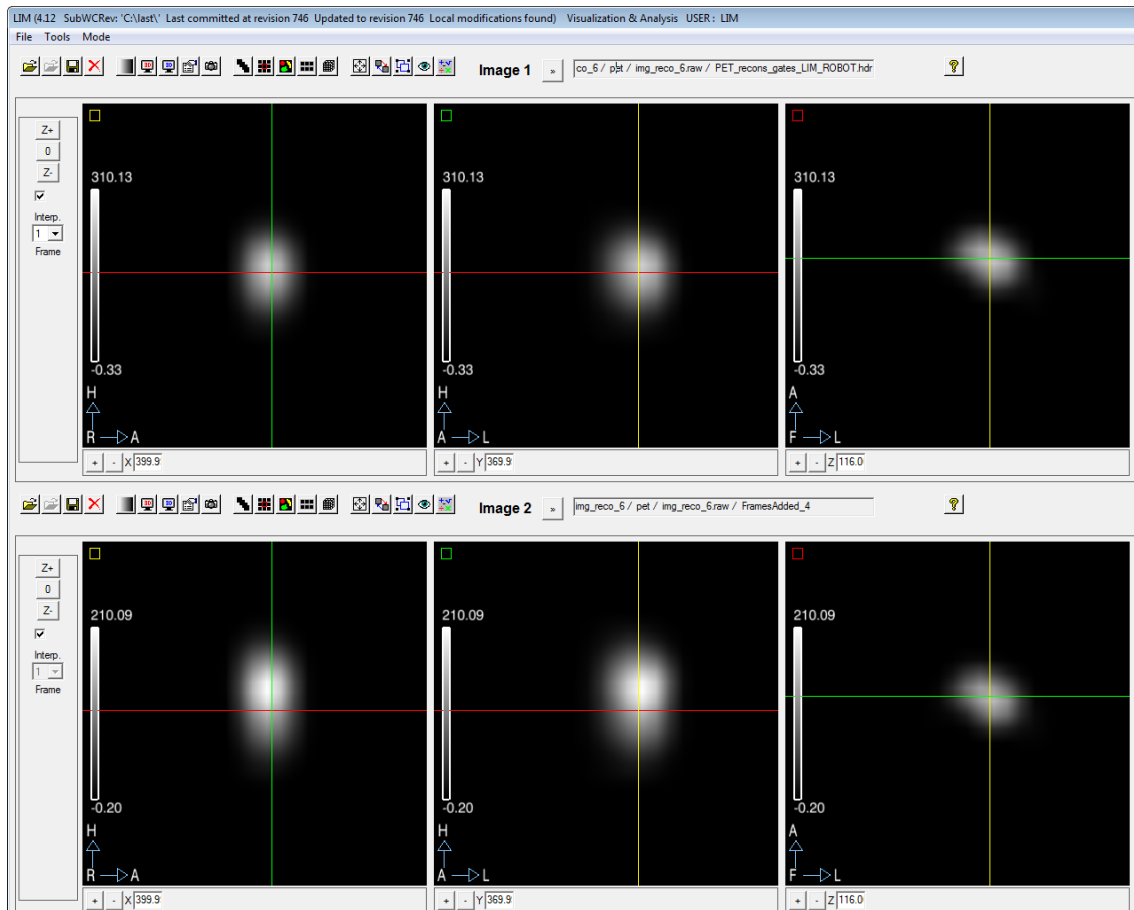 LIM (4.12 SubWCRev: 'C:\last\' Last committed at revision 746 Updated to revision 746 Local modifications found) Visualization & Analysis USER : LIM
File Tools Mode
Image 1 » co_6 / pet / img_reco_6.raw / PET_recons_gates_LIM_ROBOT.hdr ?
Z+
0
Z-
Interp.
1
Frame
310.13
-0.33
H
R A
+ - X 399.9
310.13
-0.33
H
A L
+ - Y 369.9
310.13
-0.33
A
F L
+ - Z 116.0
Image 2 » img_reco_6 / pet / img_reco_6.raw / FramesAdded_4 ?
Z+
0
Z-
Interp.
1
Frame
210.09
-0.20
H
R A
+ - X 399.9
210.09
-0.20
H
A L
+ - Y 369.9
210.09
-0.20
A
F L
+ - Z 116.0